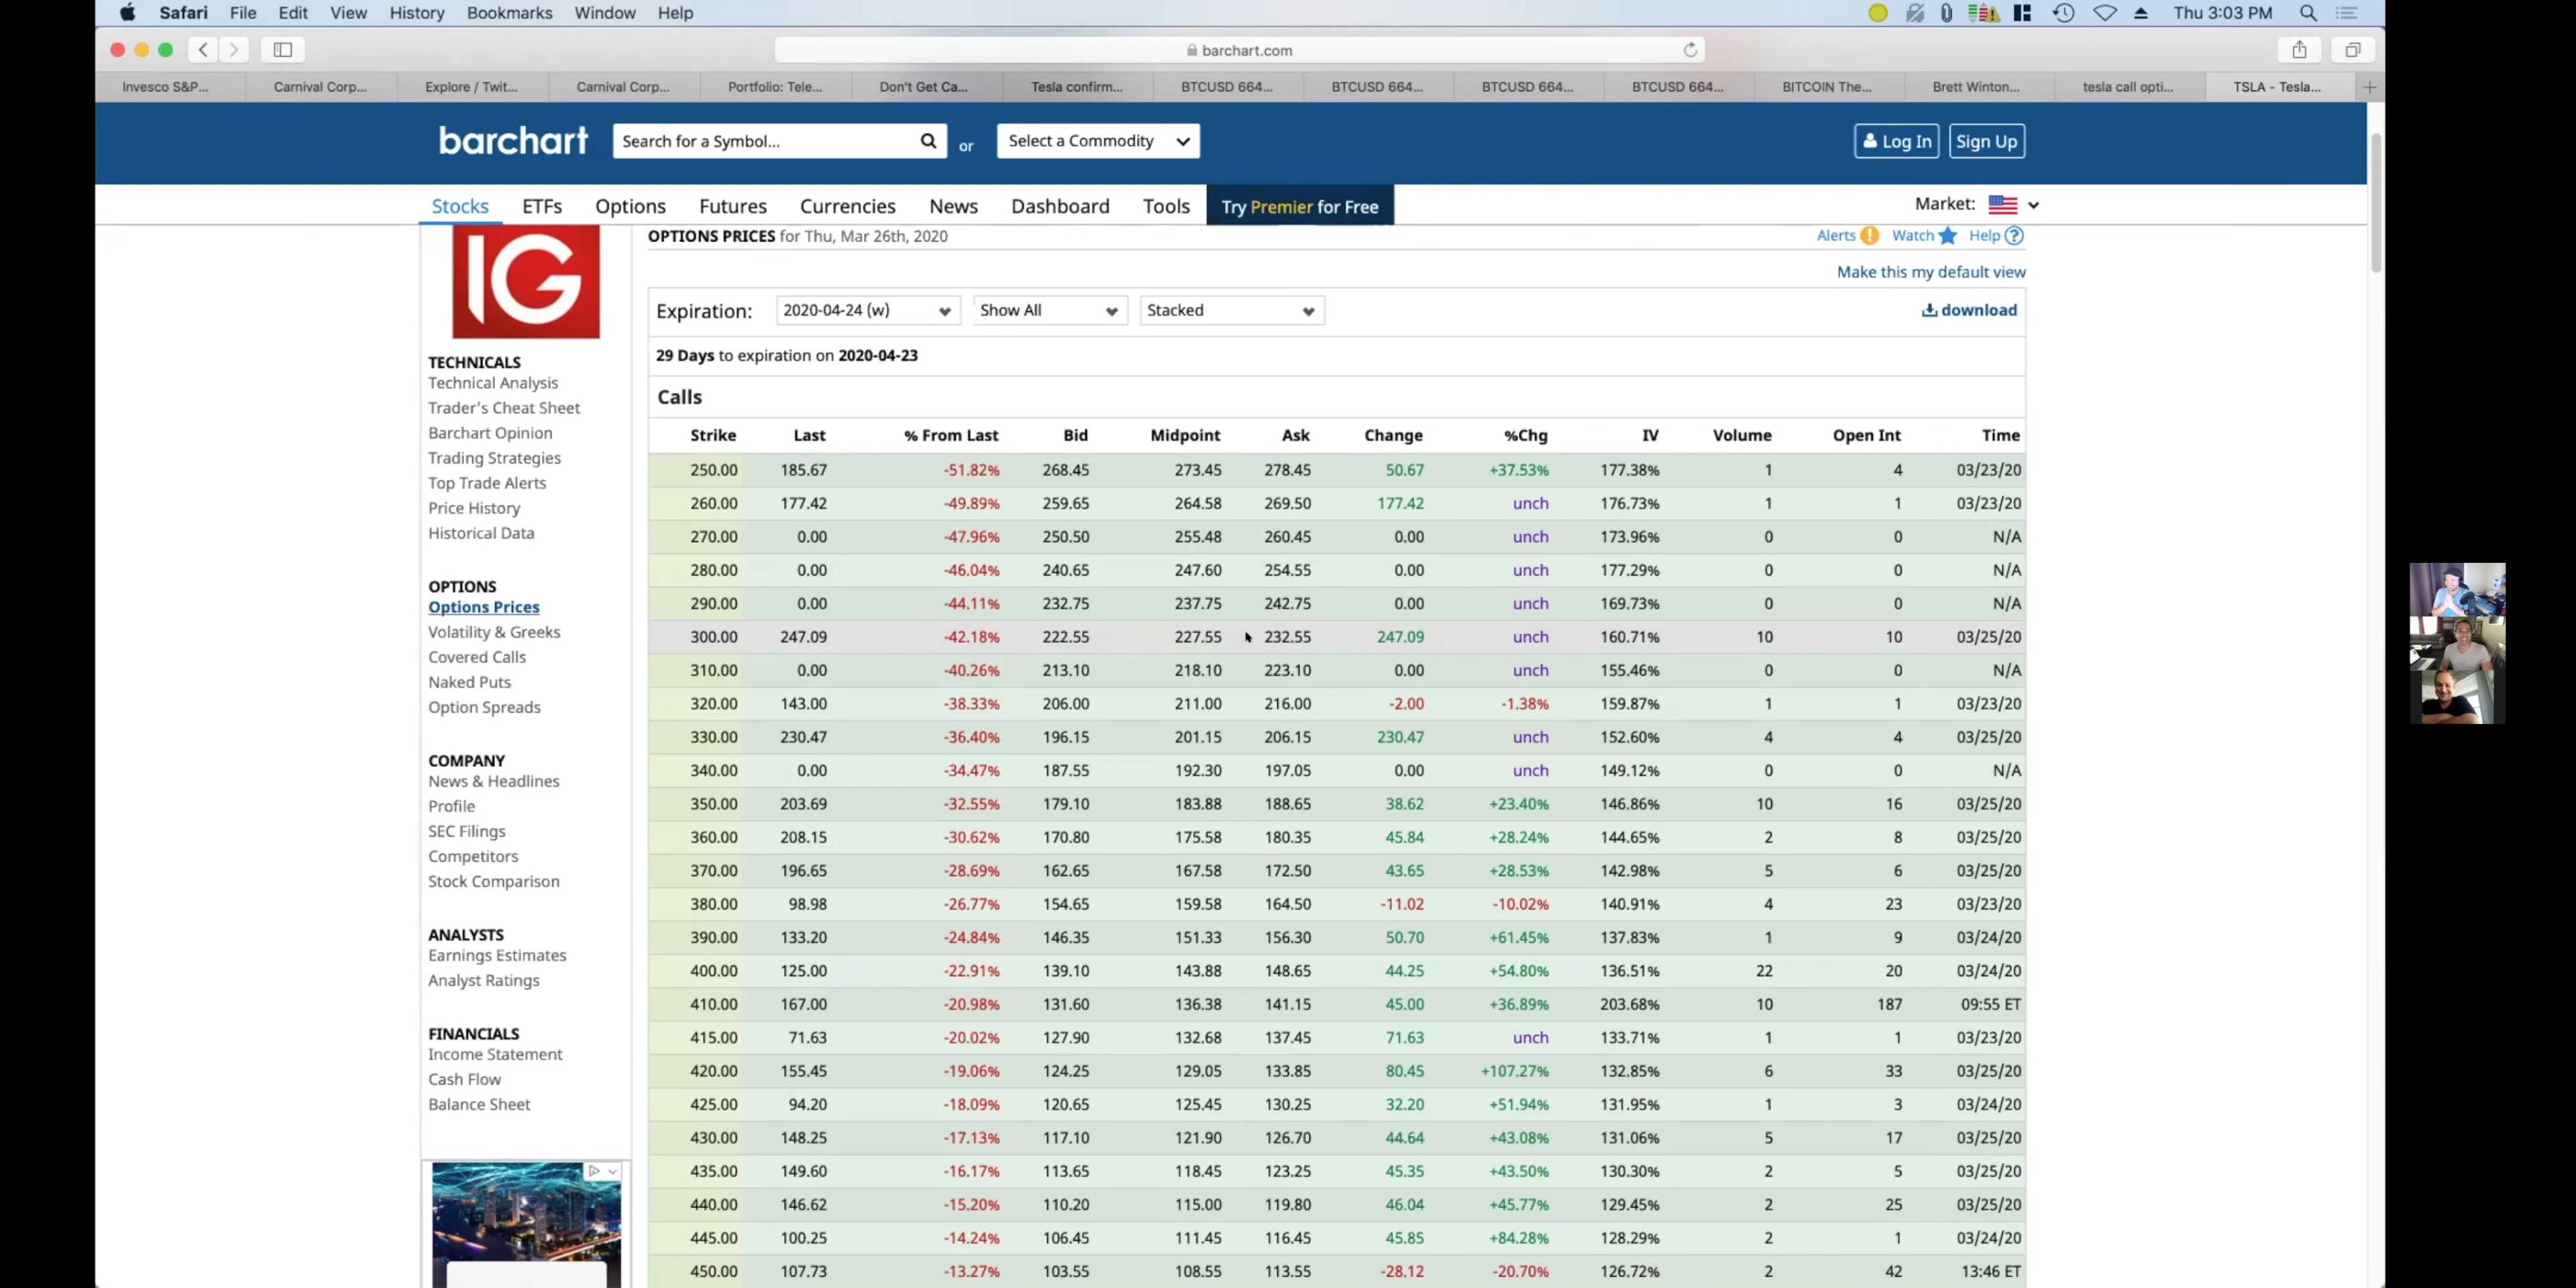 Safari File Edit View History Bookmarks Window Help Thu 3:03 PM
barchart.com
Invesco S&P... Carnival Corp... Explore / Twit... Carnival Corp... Portfolio: Tele... Don't Get Ca... Tesla confirm... BTCUSD 664... BTCUSD 664... BTCUSD 664... BTCUSD 664... BITCOIN The... Brett Winton... tesla call opti... TSLA - Tesla...
barchart Search for a Symbol... or Select a Commodity Log In Sign Up
Stocks ETFs Options Futures Currencies News Dashboard Tools Try Premier for Free Market:
IG
TECHNICALS
Technical Analysis
Trader's Cheat Sheet
Barchart Opinion
Trading Strategies
Top Trade Alerts
Price History
Historical Data
OPTIONS
Options Prices
Volatility & Greeks
Covered Calls
Naked Puts
Option Spreads
COMPANY
News & Headlines
Profile
SEC Filings
Competitors
Stock Comparison
ANALYSTS
Earnings Estimates
Analyst Ratings
FINANCIALS
Income Statement
Cash Flow
Balance Sheet
OPTIONS PRICES for Thu, Mar 26th, 2020 Alerts Watch Help
Make this my default view
Expiration: 2020-04-24 (w) Show All Stacked download
29 Days to expiration on 2020-04-23
Calls
Strike Last % From Last Bid Midpoint Ask Change %Chg IV Volume Open Int Time
250.00 185.67 -51.82% 268.45 273.45 278.45 50.67 +37.53% 177.38% 1 4 03/23/20
260.00 177.42 -49.89% 259.65 264.58 269.50 177.42 unch 176.73% 1 1 03/23/20
270.00 0.00 -47.96% 250.50 255.48 260.45 0.00 unch 173.96% 0 0 N/A
280.00 0.00 -46.04% 240.65 247.60 254.55 0.00 unch 177.29% 0 0 N/A
290.00 0.00 -44.11% 232.75 237.75 242.75 0.00 unch 169.73% 0 0 N/A
300.00 247.09 -42.18% 222.55 227.55 232.55 247.09 unch 160.71% 10 10 03/25/20
310.00 0.00 -40.26% 213.10 218.10 223.10 0.00 unch 155.46% 0 0 N/A
320.00 143.00 -38.33% 206.00 211.00 216.00 -2.00 -1.38% 159.87% 1 1 03/23/20
330.00 230.47 -36.40% 196.15 201.15 206.15 230.47 unch 152.60% 4 4 03/25/20
340.00 0.00 -34.47% 187.55 192.30 197.05 0.00 unch 149.12% 0 0 N/A
350.00 203.69 -32.55% 179.10 183.88 188.65 38.62 +23.40% 146.86% 10 16 03/25/20
360.00 208.15 -30.62% 170.80 175.58 180.35 45.84 +28.24% 144.65% 2 8 03/25/20
370.00 196.65 -28.69% 162.65 167.58 172.50 43.65 +28.53% 142.98% 5 6 03/25/20
380.00 98.98 -26.77% 154.65 159.58 164.50 -11.02 -10.02% 140.91% 4 23 03/23/20
390.00 133.20 -24.84% 146.35 151.33 156.30 50.70 +61.45% 137.83% 1 9 03/24/20
400.00 125.00 -22.91% 139.10 143.88 148.65 44.25 +54.80% 136.51% 22 20 03/24/20
410.00 167.00 -20.98% 131.60 136.38 141.15 45.00 +36.89% 203.68% 10 187 09:55 ET
415.00 71.63 -20.02% 127.90 132.68 137.45 71.63 unch 133.71% 1 1 03/23/20
420.00 155.45 -19.06% 124.25 129.05 133.85 80.45 +107.27% 132.85% 6 33 03/25/20
425.00 94.20 -18.09% 120.65 125.45 130.25 32.20 +51.94% 131.95% 1 3 03/24/20
430.00 148.25 -17.13% 117.10 121.90 126.70 44.64 +43.08% 131.06% 5 17 03/25/20
435.00 149.60 -16.17% 113.65 118.45 123.25 45.35 +43.50% 130.30% 2 5 03/25/20
440.00 146.62 -15.20% 110.20 115.00 119.80 46.04 +45.77% 129.45% 2 25 03/25/20
445.00 100.25 -14.24% 106.45 111.45 116.45 45.85 +84.28% 128.29% 2 1 03/24/20
450.00 107.73 -13.27% 103.55 108.55 113.55 -28.12 -20.70% 126.72% 2 42 13:46 ET